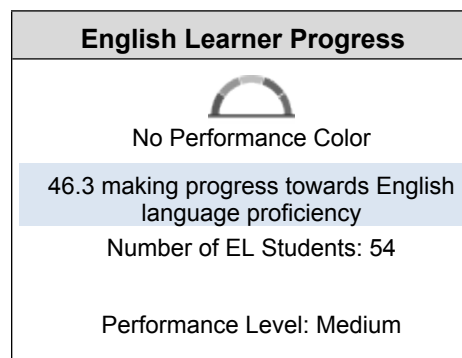 English Learner Progress
No Performance Color
46.3 making progress towards English
language proficiency
Number of EL Students: 54
Performance Level: Medium